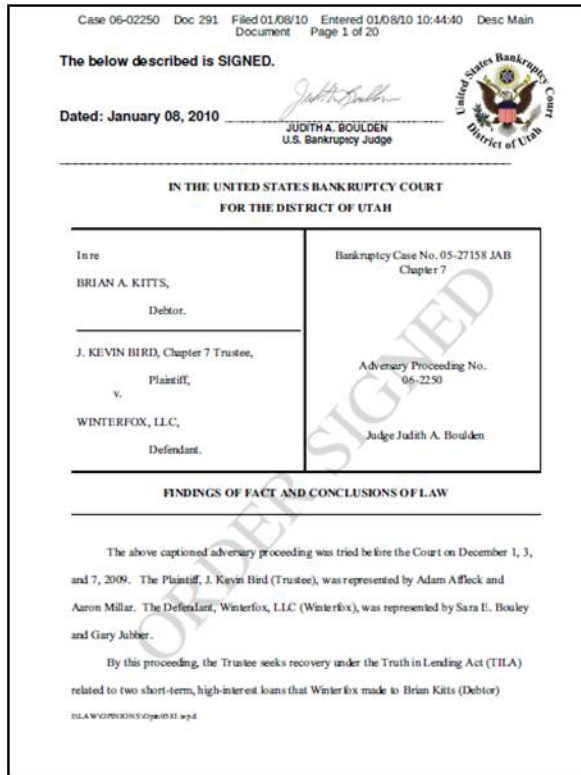 Case 06-02250 Doc 291 Filed 01/08/10 Entered 01/08/10 10:44:40 Desc Main
Document Page 1 of 20
The below described is SIGNED.
Dated: January 08, 2010
JUDITH A. BOULDEN
U.S. Bankruptcy Judge
United States Bankruptcy Court
District of Utah
IN THE UNITED STATES BANKRUPTCY COURT
FOR THE DISTRICT OF UTAH
In re
BRIAN A. KITTS,
Debtor.
J. KEVIN BIRD, Chapter 7 Trustee,
Plaintiff,
v.
WINTERFOX, LLC,
Defendant.
Bankruptcy Case No. 05-27158 JAB
Chapter 7
Adversary Proceeding No.
06-2250
Judge Judith A. Boulden
ORDER SIGNED
FINDINGS OF FACT AND CONCLUSIONS OF LAW
The above captioned adversary proceeding was tried before the Court on December 1, 3,
and 7, 2009. The Plaintiff, J. Kevin Bird (Trustee), was represented by Adam Affleck and
Aaron Millar. The Defendant, Winterfox, LLC (Winterfox), was represented by Sara E. Bouley
and Gary Jubber.
By this proceeding, the Trustee seeks recovery under the Truth in Lending Act (TILA)
related to two short-term, high-interest loans that Winterfox made to Brian Kitts (Debtor)